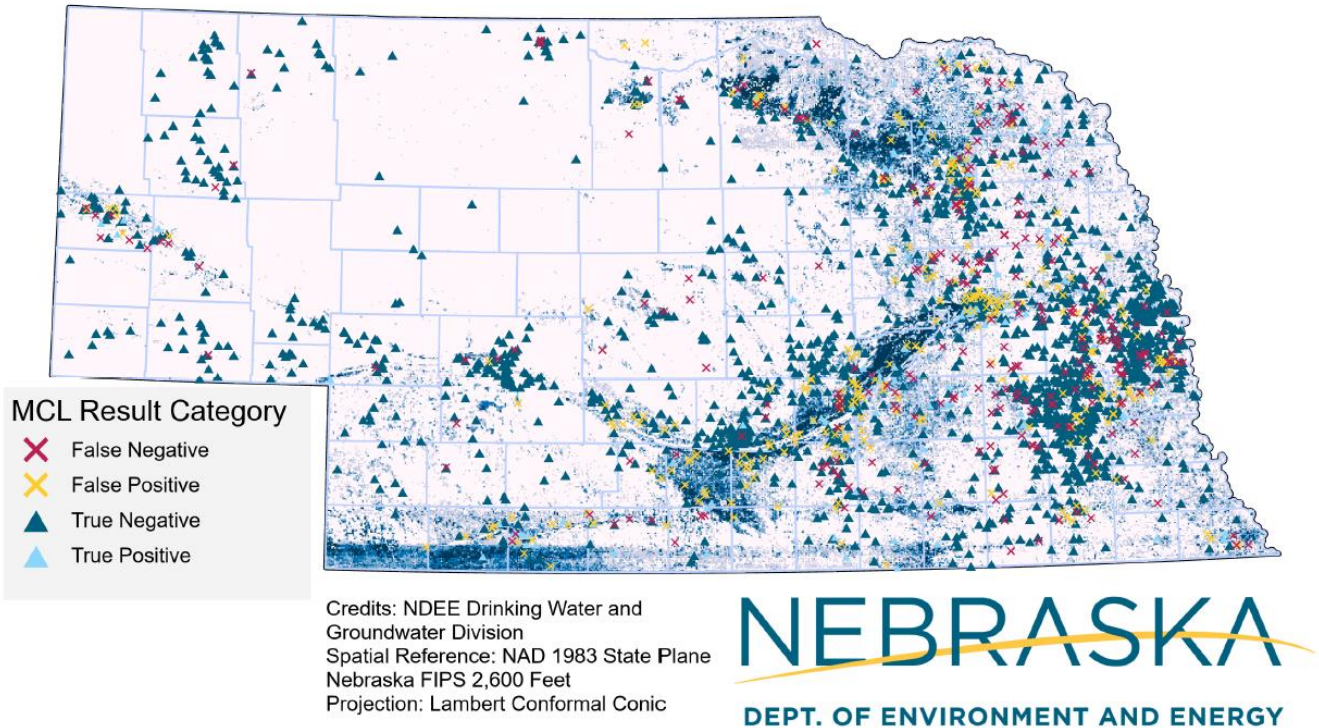 MCL Result Category
False Negative
False Positive
True Negative
True Positive
Credits: NDEE Drinking Water and
Groundwater Division
Spatial Reference: NAD 1983 State Plane
Nebraska FIPS 2,600 Feet
Projection: Lambert Conformal Conic
NEBRASKA
DEPT. OF ENVIRONMENT AND ENERGY